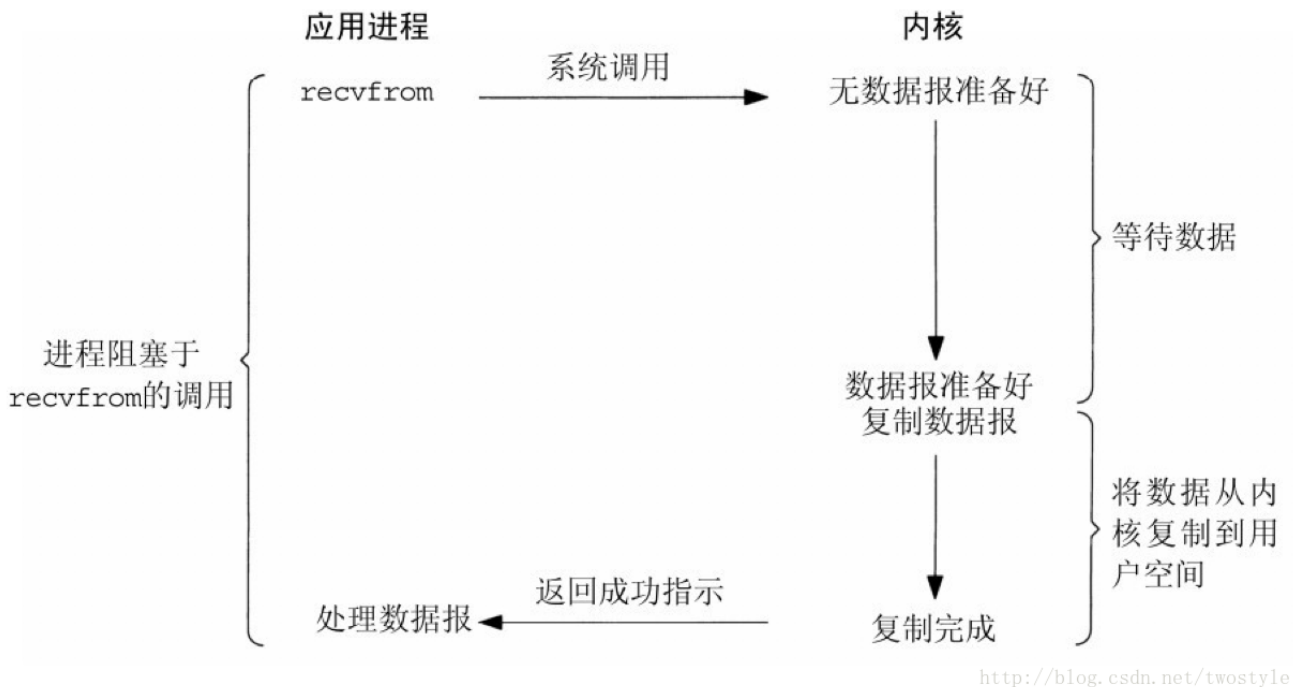 应用进程
内核
recvfrom
系统调用
无数据报准备好
等待数据
进程阻塞于
recvfrom的调用
数据报准备好
复制数据报
将数据从内
核复制到用
户空间
处理数据报
返回成功指示
复制完成
http://blog.csdn.net/twostyle